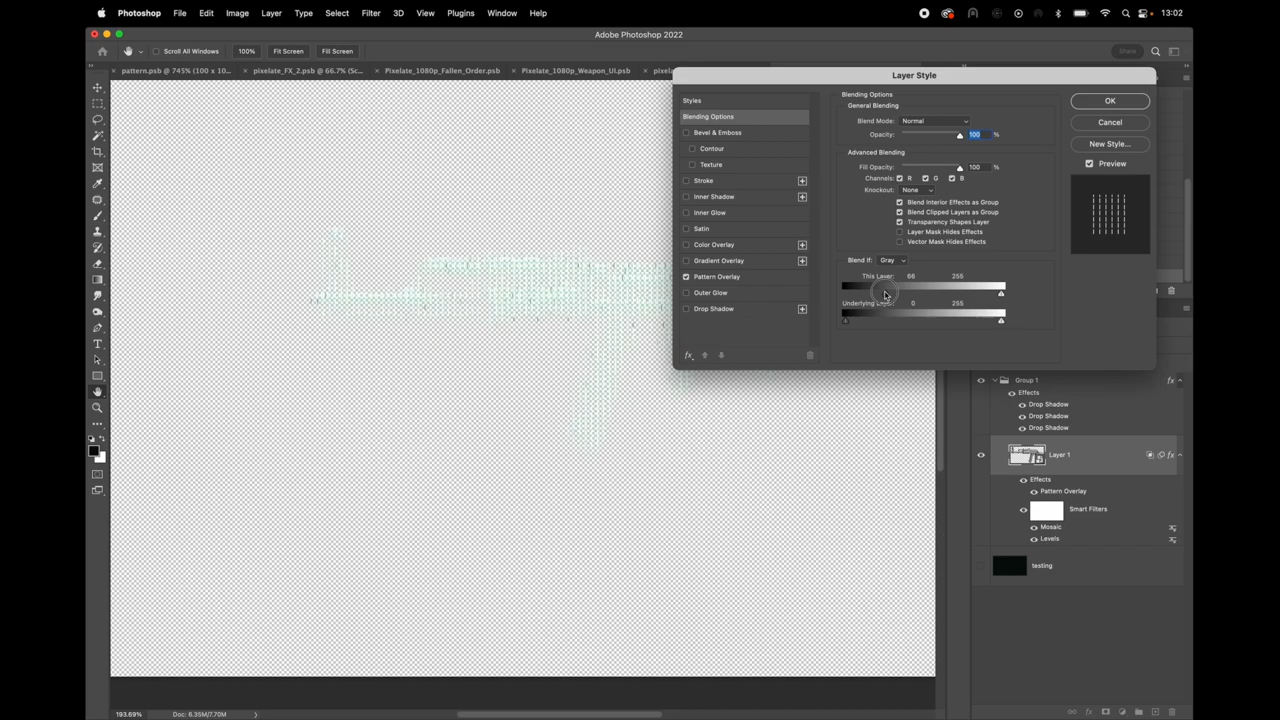 Photoshop File Edit Image Layer Type Select Filter 3D View Plugins Window Help 13:02
Adobe Photoshop 2022
Scroll All Windows 100% Fit Screen Fill Screen Share
pattern.psb @ 745% (100 x 10... pixelate_FX_2.psb @ 66.7% (Sc... Pixelate_1080p_Fallen_Order.psb Pixelate_1080p_Weapon_UI.psb pixel
Layer Style
Styles
Blending Options
Bevel & Emboss
Contour
Texture
Stroke
Inner Shadow
Inner Glow
Satin
Color Overlay
Gradient Overlay
Pattern Overlay
Outer Glow
Drop Shadow
fx
Blending Options
General Blending
Blend Mode: Normal
Opacity: 100 %
Advanced Blending
Fill Opacity: 100 %
Channels: R G B
Knockout: None
Blend Interior Effects as Group
Blend Clipped Layers as Group
Transparency Shapes Layer
Layer Mask Hides Effects
Vector Mask Hides Effects
Blend If: Gray
This Layer: 66 255
Underlying 0 255
OK
Cancel
New Style...
Preview
Group 1 fx
Effects
Drop Shadow
Drop Shadow
Drop Shadow
Layer 1 fx
Effects
Pattern Overlay
Smart Filters
Mosaic
Levels
testing
193.69% Doc: 6.35M/7.70M
fx